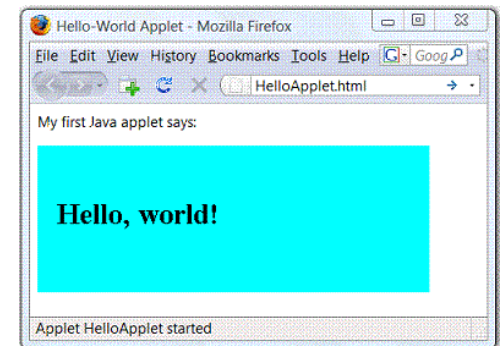 Hello-World Applet - Mozilla Firefox
File Edit View History Bookmarks Tools Help G Goog
HelloApplet.html
My first Java applet says:
Hello, world!
Applet HelloApplet started